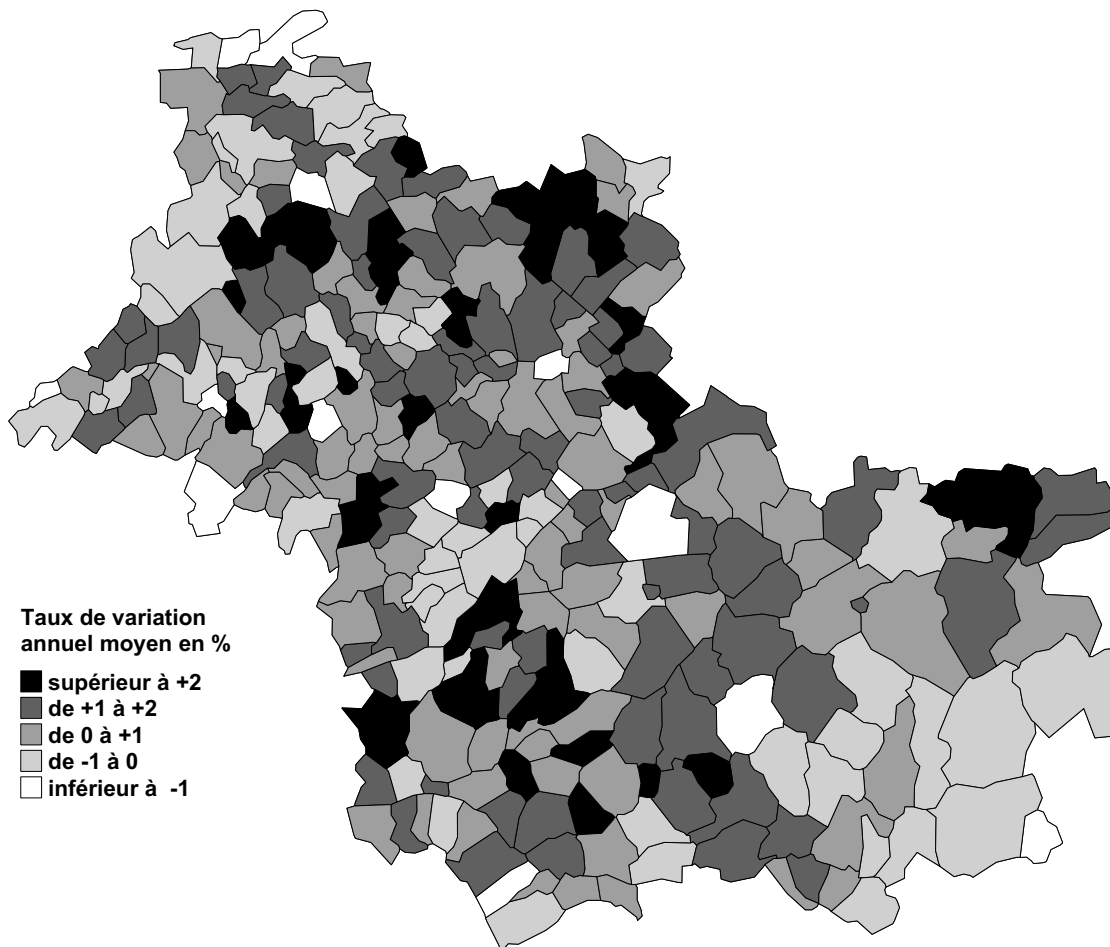 Taux de variation
annuel moyen en %
supérieur à +2
de +1 à +2
de 0 à +1
de -1 à 0
inférieur à -1